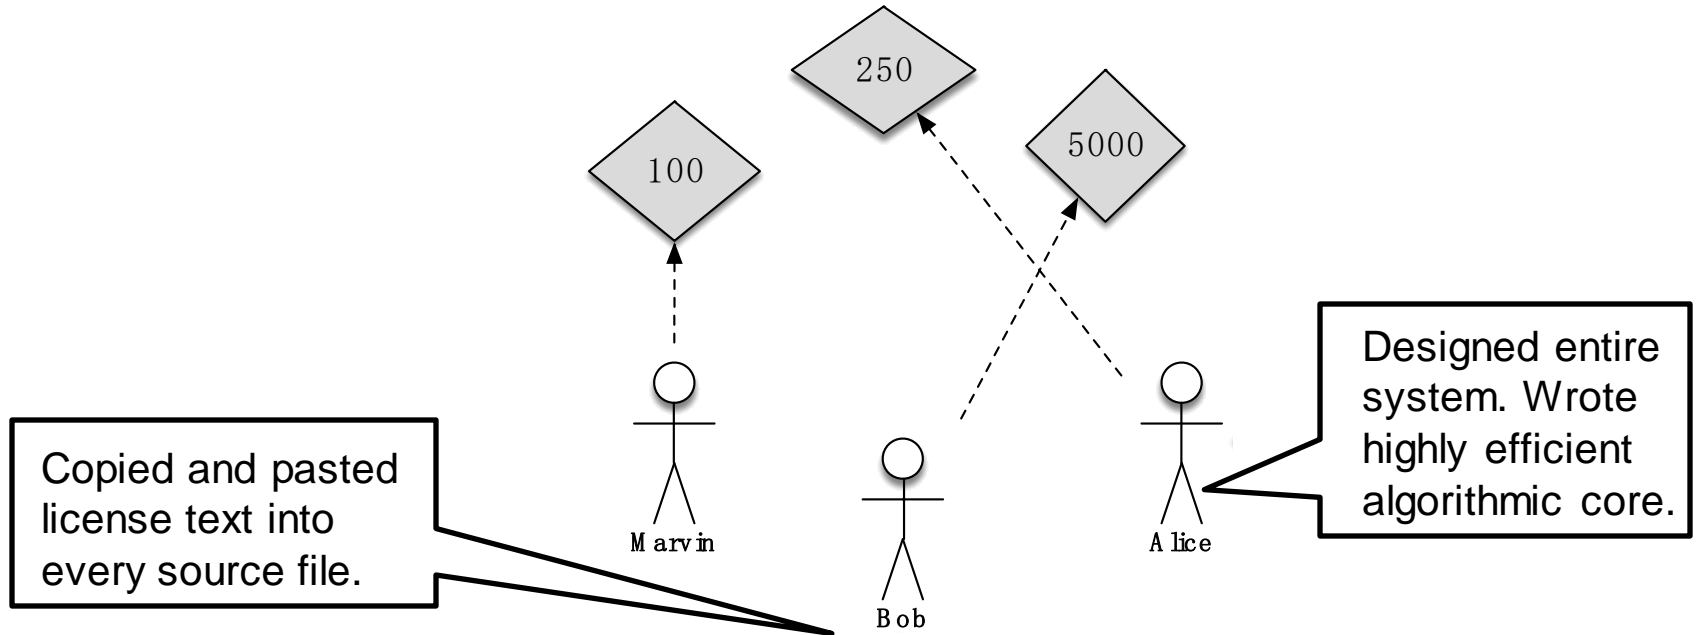 250
5000
100
Designed entire
system. Wrote
highly efficient
algorithmic core.
Copied and pasted
license text into
every source file.
Marvin
Alice
Bob